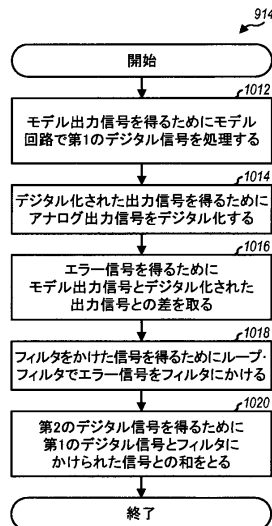 914
開始
1012
モデル出力信号を得るためにモデル
回路で第1のデジタル信号を処理する
1014
デジタル化された出力信号を得るために
アナログ出力信号をデジタル化する
1016
エラー信号を得るために
モデル出力信号とデジタル化された
出力信号との差を取る
1018
フィルタをかけた信号を得るためにループ・
フィルタでエラー信号をフィルタにかける
1020
第2のデジタル信号を得るために
第1のデジタル信号とフィルタに
かけられた信号との和をとる
終了